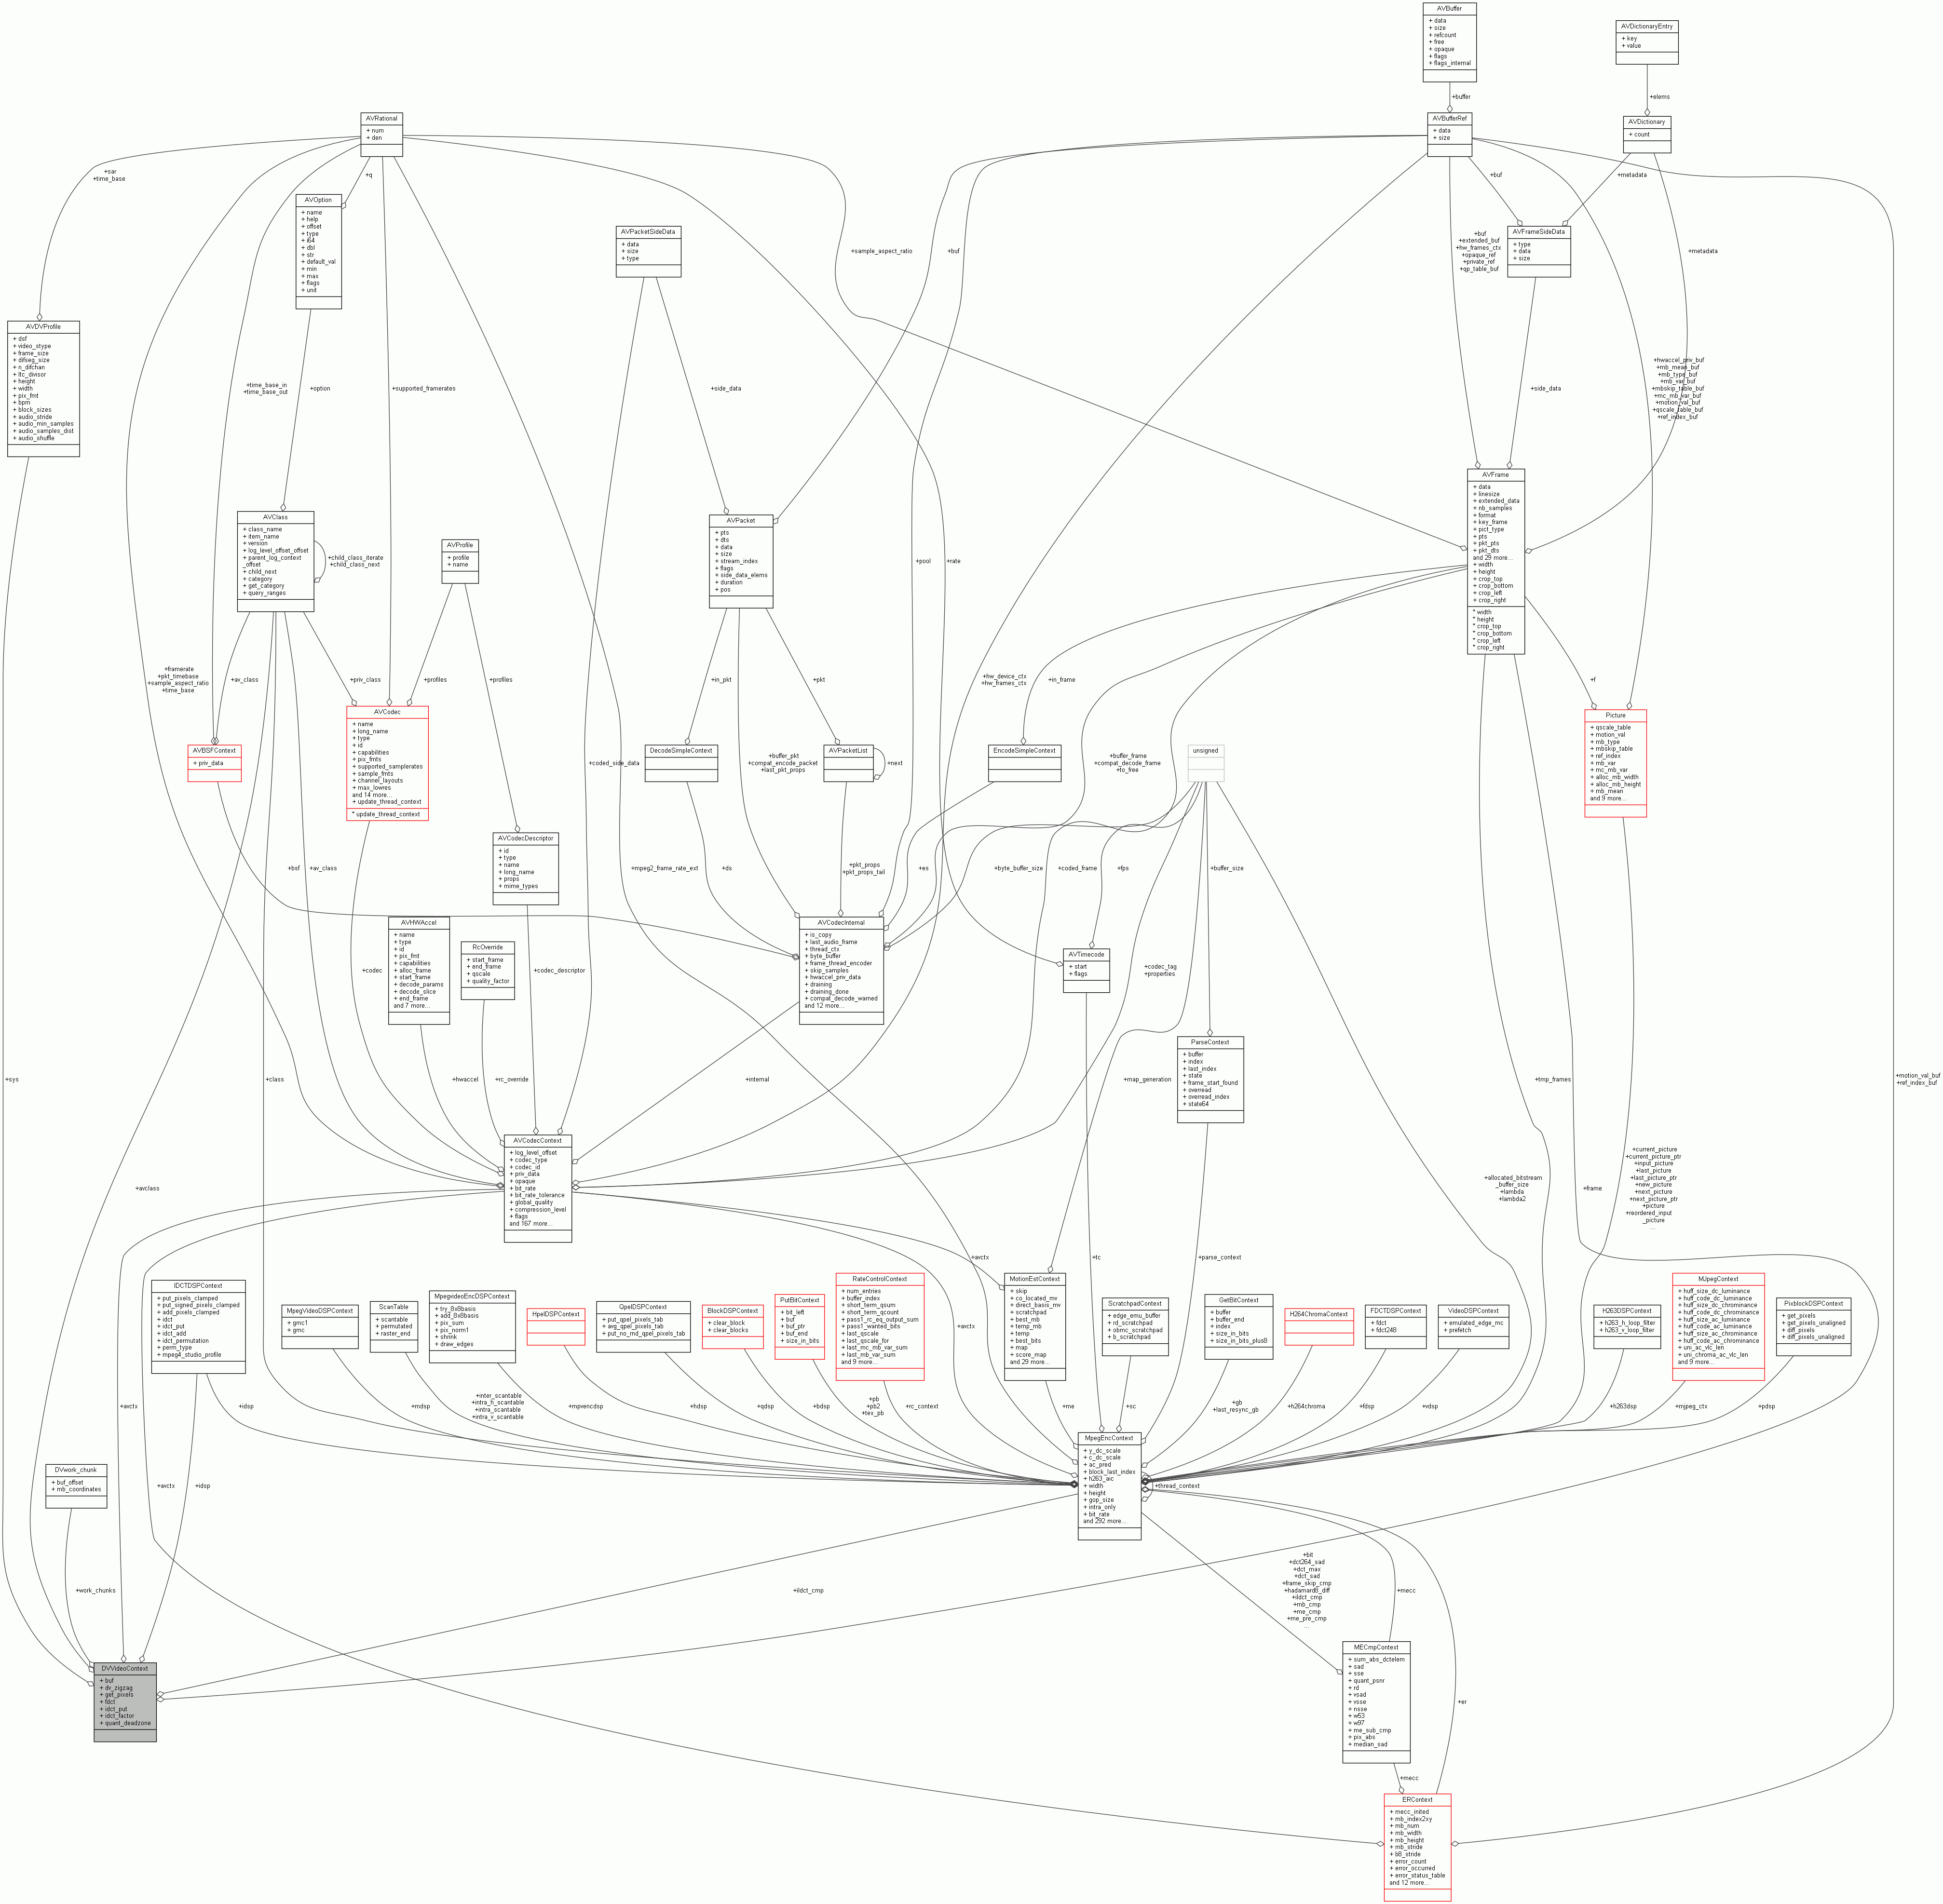 AVBuffer
+ data
+ size
+ refcount
+ free
+ opaque
+ flags
+ flags_internal
AVDictionaryEntry
+ key
+ value
+buffer
+elems
AVRational
+ num
+ den
AVBufferRef
+ data
+ size
AVDictionary
+ count
+sar
+time_base
+q
+buf
+metadata
AVOption
+ name
+ help
+ offset
+ type
+ i64
+ dbl
+ str
+ default_val
+ min
+ max
+ flags
+ unit
AVPacketSideData
+ data
+ size
+ type
+sample_aspect_ratio
+buf
+buf
+extended_buf
+hw_frames_ctx
+opaque_ref
+private_ref
+qp_table_buf
AVFrameSideData
+ type
+ data
+ size
+metadata
AVDVProfile
+ dsf
+ video_stype
+ frame_size
+ difseg_size
+ n_difchan
+ ltc_divisor
+ height
+ width
+ pix_fmt
+ bpm
+ block_sizes
+ audio_stride
+ audio_min_samples
+ audio_samples_dist
+ audio_shuffle
+time_base_in
+time_base_out
+option
+supported_framerates
+side_data
+side_data
+hwaccel_priv_buf
+mb_mean_buf
+mb_type_buf
+mb_var_buf
+mbskip_table_buf
+mc_mb_var_buf
+motion_val_buf
+qscale_table_buf
+ref_index_buf
AVClass
+ class_name
+ item_name
+ version
+ log_level_offset_offset
+ parent_log_context
_offset
+ child_next
+ category
+ get_category
+ query_ranges
+child_class_iterate
+child_class_next
AVProfile
+ profile
+ name
AVPacket
+ pts
+ dts
+ data
+ size
+ stream_index
+ flags
+ side_data_elems
+ duration
+ pos
+pool
+rate
AVFrame
+ data
+ linesize
+ extended_data
+ nb_samples
+ format
+ key_frame
+ pict_type
+ pts
+ pkt_pts
+ pkt_dts
and 29 more...
+ width
+ height
+ crop_top
+ crop_bottom
+ crop_left
+ crop_right
* width
* height
* crop_top
* crop_bottom
* crop_left
* crop_right
+framerate
+pkt_timebase
+sample_aspect_ratio
+time_base
+av_class
+priv_class
+profiles
+profiles
+in_pkt
+pkt
+hw_device_ctx
+hw_frames_ctx
+in_frame
+f
AVBSFContext
+ priv_data
AVCodec
+ name
+ long_name
+ type
+ id
+ capabilities
+ pix_fmts
+ supported_samplerates
+ sample_fmts
+ channel_layouts
+ max_lowres
and 14 more...
+ update_thread_context
* update_thread_context
+coded_side_data
DecodeSimpleContext
+buffer_pkt
+compat_encode_packet
+last_pkt_props
AVPacketList
+next
EncodeSimpleContext
+buffer_frame
+compat_decode_frame
+to_free
unsigned
Picture
+ qscale_table
+ motion_val
+ mb_type
+ mbskip_table
+ ref_index
+ mb_var
+ mc_mb_var
+ alloc_mb_width
+ alloc_mb_height
+ mb_mean
and 9 more...
+bsf
+av_class
AVCodecDescriptor
+ id
+ type
+ name
+ long_name
+ props
+ mime_types
+mpeg2_frame_rate_ext
+ds
+pkt_props
+pkt_props_tail
+es
+byte_buffer_size
+coded_frame
+fps
+buffer_size
AVHWAccel
+ name
+ type
+ id
+ pix_fmt
+ capabilities
+ alloc_frame
+ start_frame
+ decode_params
+ decode_slice
+ end_frame
and 7 more...
RcOverride
+ start_frame
+ end_frame
+ qscale
+ quality_factor
AVCodecInternal
+ is_copy
+ last_audio_frame
+ thread_ctx
+ byte_buffer
+ frame_thread_encoder
+ skip_samples
+ hwaccel_priv_data
+ draining
+ draining_done
+ compat_decode_warned
and 12 more...
AVTimecode
+ start
+ flags
+codec
+codec_descriptor
+codec_tag
+properties
+sys
+class
+hwaccel
+rc_override
+internal
+map_generation
ParseContext
+ buffer
+ index
+ last_index
+ state
+ frame_start_found
+ overread
+ overread_index
+ state64
+tmp_frames
+motion_val_buf
+ref_index_buf
AVCodecContext
+ log_level_offset
+ codec_type
+ codec_id
+ priv_data
+ opaque
+ bit_rate
+ bit_rate_tolerance
+ global_quality
+ compression_level
+ flags
and 167 more...
+avclass
+allocated_bitstream
_buffer_size
+lambda
+lambda2
+frame
+current_picture
+current_picture_ptr
+input_picture
+last_picture
+last_picture_ptr
+new_picture
+next_picture
+next_picture_ptr
+picture
+reordered_input
_picture
...
+avctx
+tc
+parse_context
IDCTDSPContext
+ put_pixels_clamped
+ put_signed_pixels_clamped
+ add_pixels_clamped
+ idct
+ idct_put
+ idct_add
+ idct_permutation
+ perm_type
+ mpeg4_studio_profile
MpegVideoDSPContext
+ gmc1
+ gmc
ScanTable
+ scantable
+ permutated
+ raster_end
MpegvideoEncDSPContext
+ try_8x8basis
+ add_8x8basis
+ pix_sum
+ pix_norm1
+ shrink
+ draw_edges
HpelDSPContext
QpelDSPContext
+ put_qpel_pixels_tab
+ avg_qpel_pixels_tab
+ put_no_rnd_qpel_pixels_tab
BlockDSPContext
+ clear_block
+ clear_blocks
PutBitContext
+ bit_left
+ buf
+ buf_ptr
+ buf_end
+ size_in_bits
RateControlContext
+ num_entries
+ buffer_index
+ short_term_qsum
+ short_term_qcount
+ pass1_rc_eq_output_sum
+ pass1_wanted_bits
+ last_qscale
+ last_qscale_for
+ last_mc_mb_var_sum
+ last_mb_var_sum
and 9 more...
+avctx
MotionEstContext
+ skip
+ co_located_mv
+ direct_basis_mv
+ scratchpad
+ best_mb
+ temp_mb
+ temp
+ best_bits
+ map
+ score_map
and 29 more...
ScratchpadContext
+ edge_emu_buffer
+ rd_scratchpad
+ obmc_scratchpad
+ b_scratchpad
GetBitContext
+ buffer
+ buffer_end
+ index
+ size_in_bits
+ size_in_bits_plus8
H264ChromaContext
FDCTDSPContext
+ fdct
+ fdct248
VideoDSPContext
+ emulated_edge_mc
+ prefetch
H263DSPContext
+ h263_h_loop_filter
+ h263_v_loop_filter
MJpegContext
+ huff_size_dc_luminance
+ huff_code_dc_luminance
+ huff_size_dc_chrominance
+ huff_code_dc_chrominance
+ huff_size_ac_luminance
+ huff_code_ac_luminance
+ huff_size_ac_chrominance
+ huff_code_ac_chrominance
+ uni_ac_vlc_len
+ uni_chroma_ac_vlc_len
and 9 more...
PixblockDSPContext
+ get_pixels
+ get_pixels_unaligned
+ diff_pixels
+ diff_pixels_unaligned
+avctx
+idsp
+mdsp
+inter_scantable
+intra_h_scantable
+intra_scantable
+intra_v_scantable
+mpvencdsp
+hdsp
+qdsp
+bdsp
+pb
+pb2
+tex_pb
+rc_context
+me
+sc
+gb
+last_resync_gb
+h264chroma
+fdsp
+vdsp
+h263dsp
+mjpeg_ctx
+pdsp
MpegEncContext
+ y_dc_scale
+ c_dc_scale
+ ac_pred
+ block_last_index
+ h263_aic
+ width
+ height
+ gop_size
+ intra_only
+ bit_rate
and 292 more...
+thread_context
DVwork_chunk
+ buf_offset
+ mb_coordinates
+avctx
+idsp
+work_chunks
+ildct_cmp
+bit
+dct264_sad
+dct_max
+dct_sad
+frame_skip_cmp
+hadamard8_diff
+ildct_cmp
+mb_cmp
+me_cmp
+me_pre_cmp
...
+mecc
DVVideoContext
+ buf
+ dv_zigzag
+ get_pixels
+ fdct
+ idct_put
+ idct_factor
+ quant_deadzone
MECmpContext
+ sum_abs_dctelem
+ sad
+ sse
+ quant_psnr
+ rd
+ vsad
+ vsse
+ nsse
+ w53
+ w97
+ me_sub_cmp
+ pix_abs
+ median_sad
+er
+mecc
ERContext
+ mecc_inited
+ mb_index2xy
+ mb_num
+ mb_width
+ mb_height
+ mb_stride
+ b8_stride
+ error_count
+ error_occurred
+ error_status_table
and 12 more...